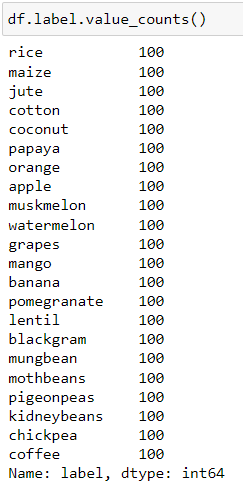 df.label.value_counts()
rice 100
maize 100
jute 100
cotton 100
coconut 100
papaya 100
orange 100
apple 100
muskmelon 100
watermelon 100
grapes 100
mango 100
banana 100
pomegranate 100
lentil 100
blackgram 100
mungbean 100
mothbeans 100
pigeonpeas 100
kidneybeans 100
chickpea 100
coffee 100
Name: label, dtype: int64